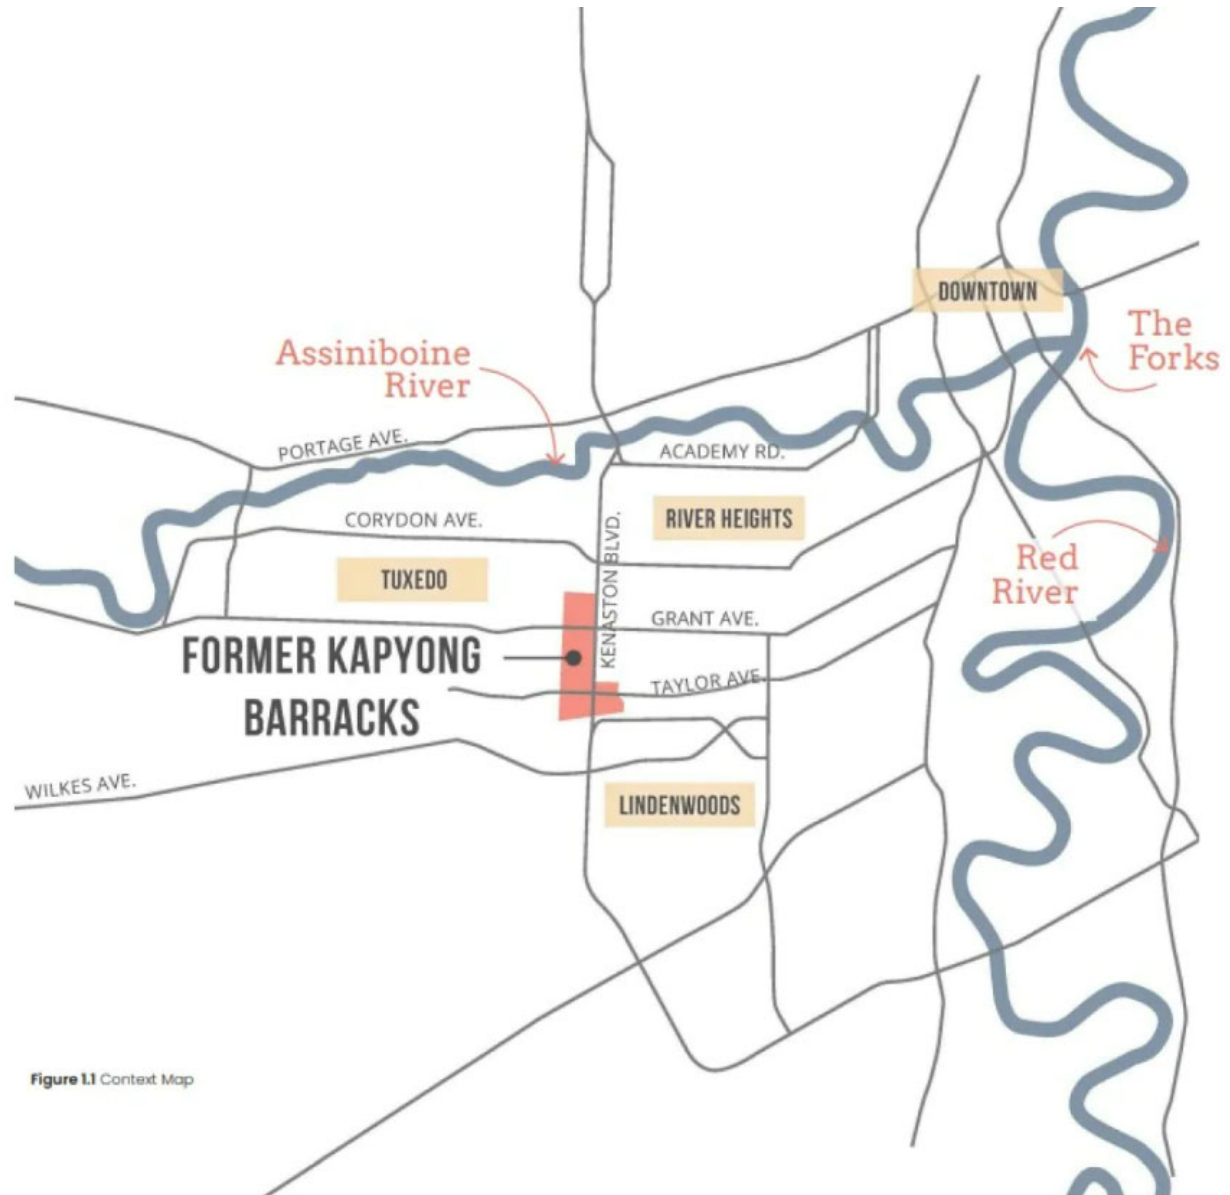 DOWNTOWN
The
Forks
Assiniboine
River
PORTAGE AVE.
ACADEMY RD.
CORYDON AVE.
RIVER HEIGHTS
KENASTON BLVD.
Red
River
TUXEDO
GRANT AVE.
FORMER KAPYONG
BARRACKS
TAYLOR AVE.
WILKES AVE.
LINDENWOODS
Figure 1.1 Context Map